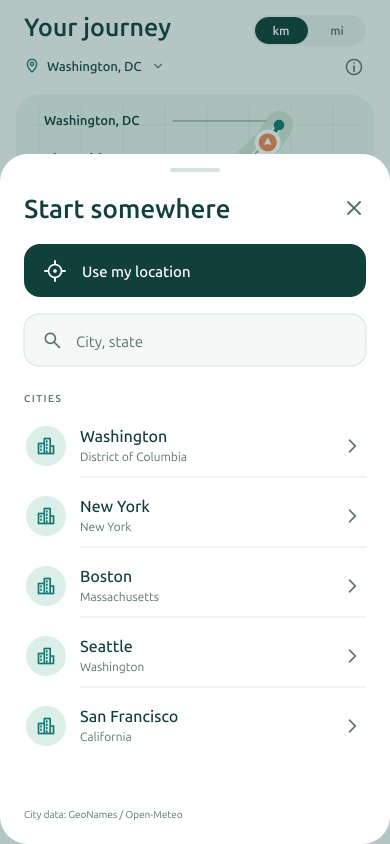 Your journey
km
mi
Washington, DC
Washington, DC
Start somewhere
Use my location
City, state
CITIES
Washington
District of Columbia
New York
New York
Boston
Massachusetts
Seattle
Washington
San Francisco
California
City data: GeoNames / Open-Meteo